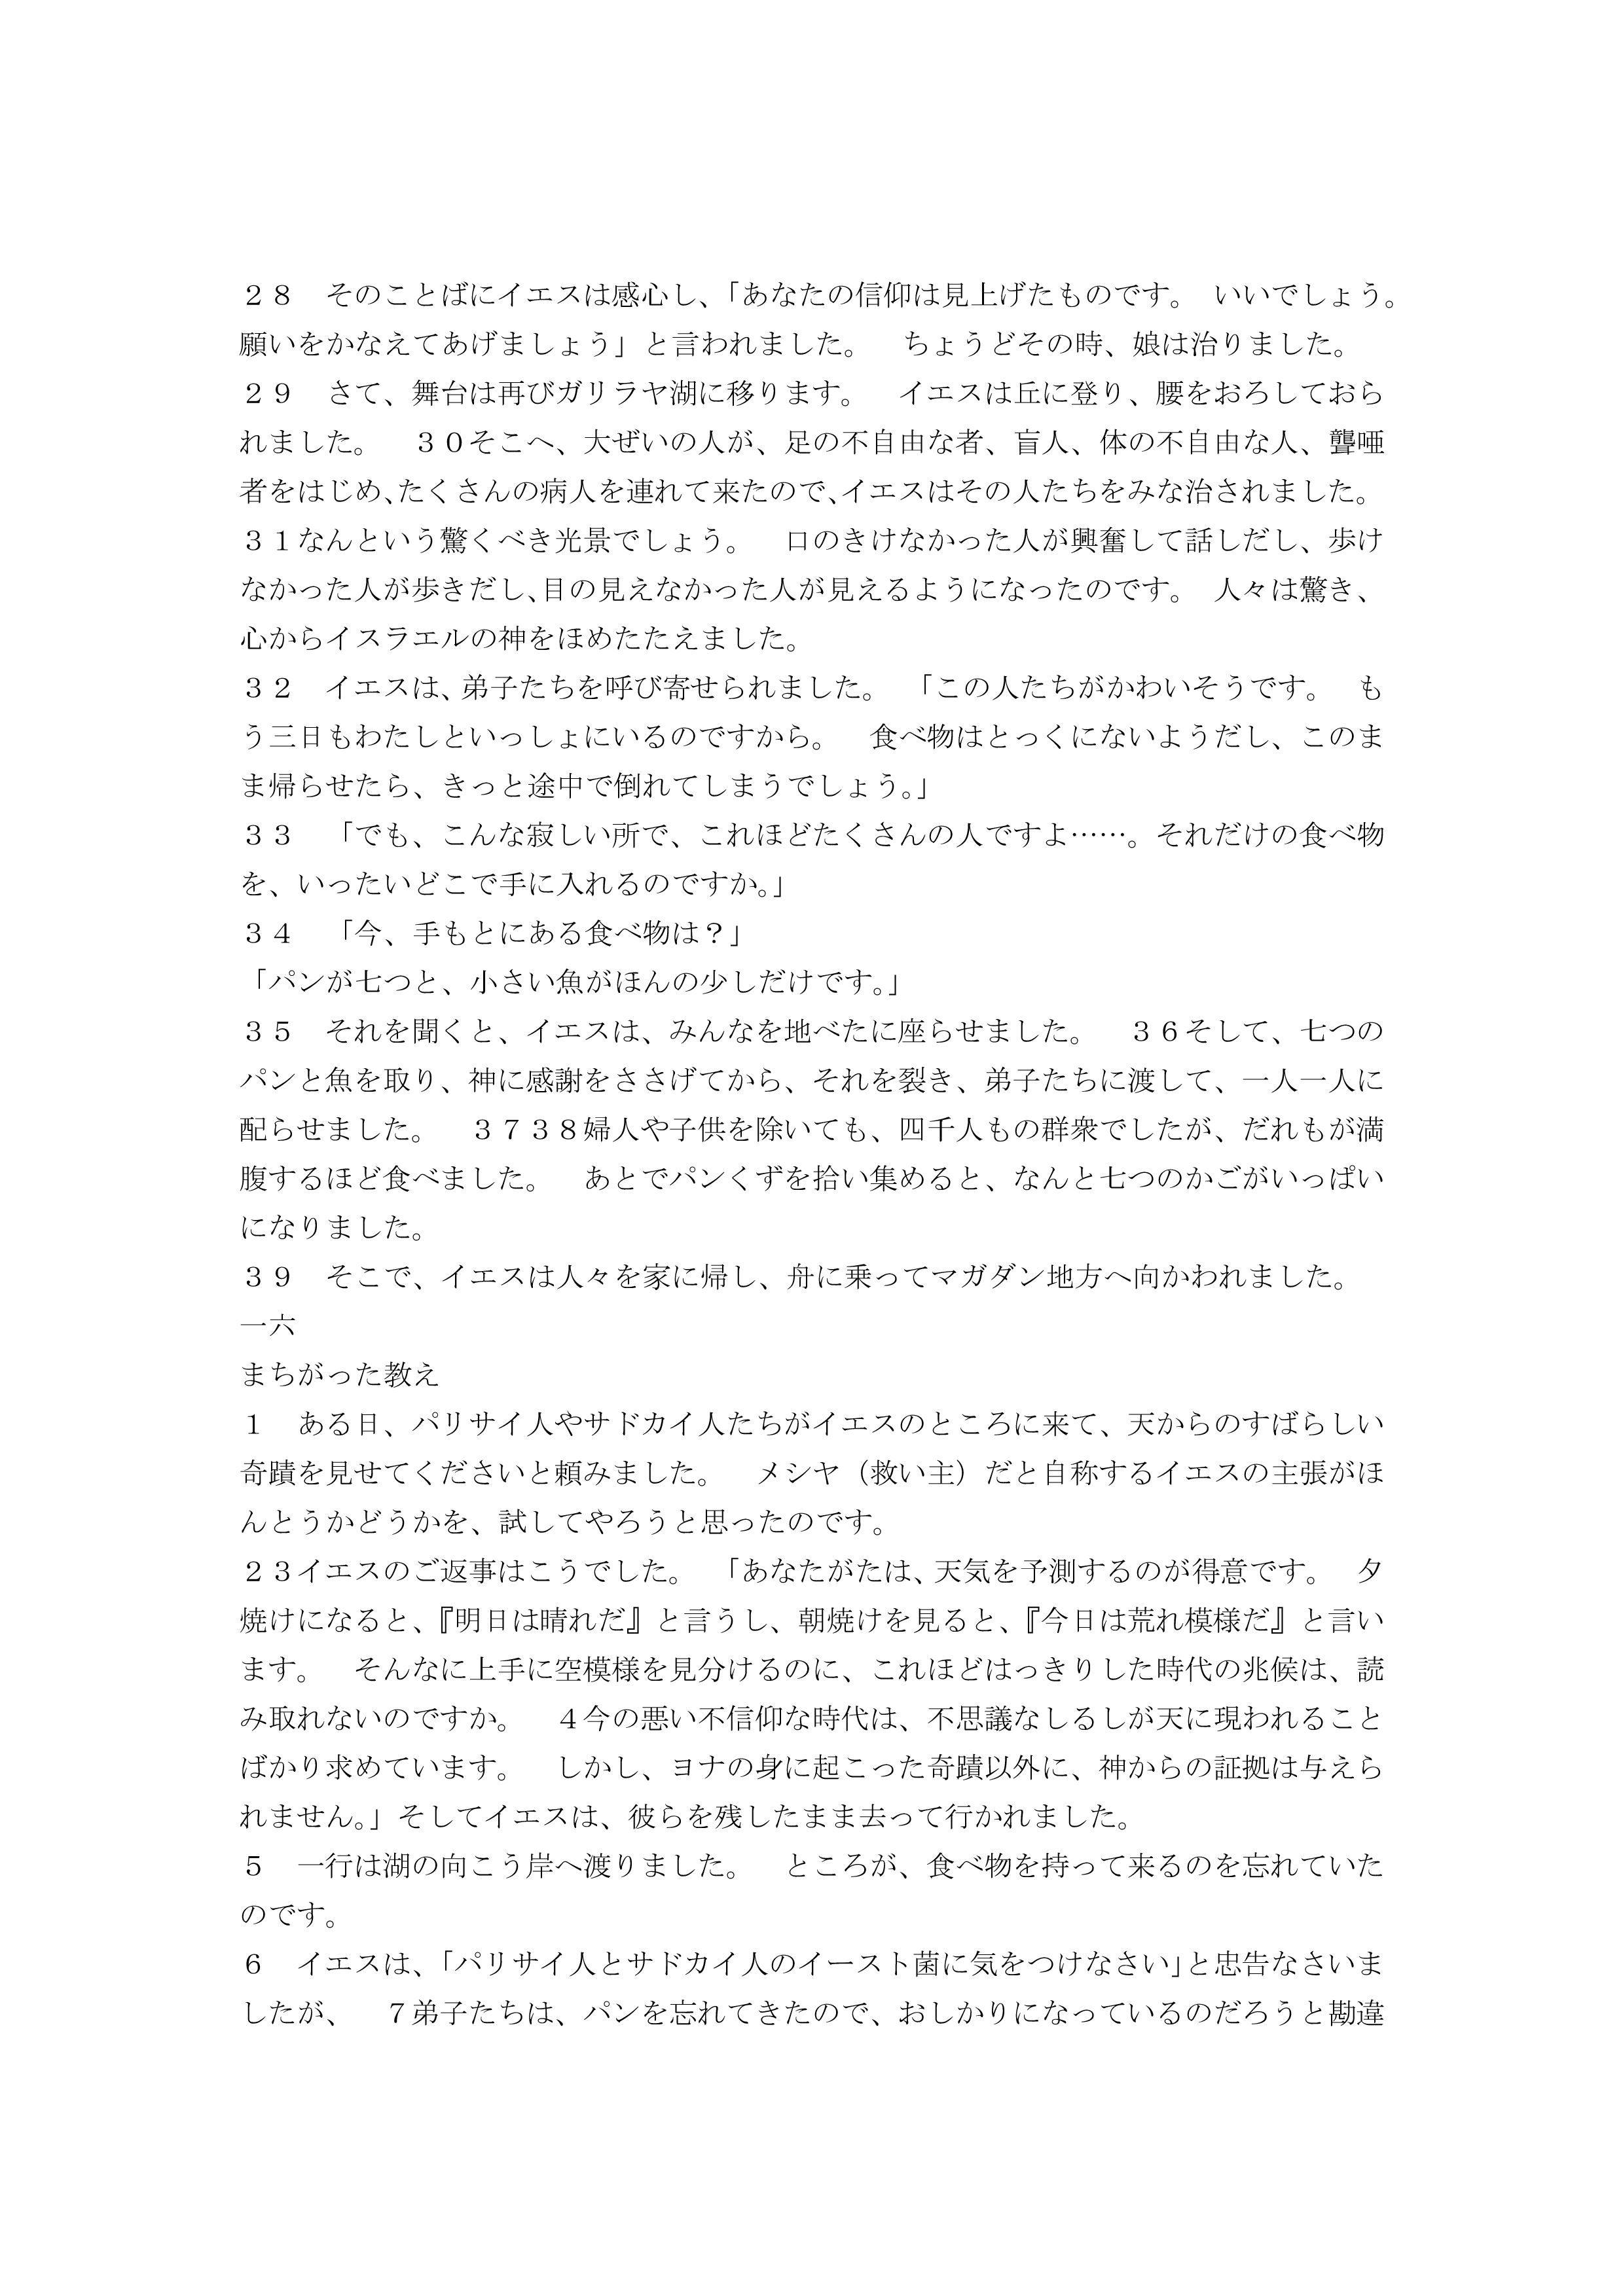 ２８　そのことばにイエスは感心し、「あなたの信仰は見上げたものです。　いいでしょう。
願いをかなえてあげましょう」と言われました。　ちょうどその時、娘は治りました。
２９　さて、舞台は再びガリラヤ湖に移ります。　イエスは丘に登り、腰をおろしておら
れました。　３０そこへ、大ぜいの人が、足の不自由な者、盲人、体の不自由な人、聾唖
者をはじめ、たくさんの病人を連れて来たので、イエスはその人たちをみな治されました。
３１なんという驚くべき光景でしょう。　口のきけなかった人が興奮して話しだし、歩け
なかった人が歩きだし、目の見えなかった人が見えるようになったのです。　人々は驚き、
心からイスラエルの神をほめたたえました。
３２　イエスは、弟子たちを呼び寄せられました。　「この人たちがかわいそうです。　も
う三日もわたしといっしょにいるのですから。　食べ物はとっくにないようだし、このま
ま帰らせたら、きっと途中で倒れてしまうでしょう。」
３３　「でも、こんな寂しい所で、これほどたくさんの人ですよ……。それだけの食べ物
を、いったいどこで手に入れるのですか。」
３４　「今、手もとにある食べ物は？」
「パンが七つと、小さい魚がほんの少しだけです。」
３５　それを聞くと、イエスは、みんなを地べたに座らせました。　３６そして、七つの
パンと魚を取り、神に感謝をささげてから、それを裂き、弟子たちに渡して、一人一人に
配らせました。　３７３８婦人や子供を除いても、四千人もの群衆でしたが、だれもが満
腹するほど食べました。　あとでパンくずを拾い集めると、なんと七つのかごがいっぱい
になりました。
３９　そこで、イエスは人々を家に帰し、舟に乗ってマガダン地方へ向かわれました。
一六
まちがった教え
１　ある日、パリサイ人やサドカイ人たちがイエスのところに来て、天からのすばらしい
奇蹟を見せてくださいと頼みました。　メシヤ（救い主）だと自称するイエスの主張がほ
んとうかどうかを、試してやろうと思ったのです。
２３イエスのご返事はこうでした。　「あなたがたは、天気を予測するのが得意です。　夕
焼けになると、『明日は晴れだ』と言うし、朝焼けを見ると、『今日は荒れ模様だ』と言い
ます。　そんなに上手に空模様を見分けるのに、これほどはっきりした時代の兆候は、読
み取れないのですか。　４今の悪い不信仰な時代は、不思議なしるしが天に現われること
ばかり求めています。　しかし、ヨナの身に起こった奇蹟以外に、神からの証拠は与えら
れません。」そしてイエスは、彼らを残したまま去って行かれました。
５　一行は湖の向こう岸へ渡りました。　ところが、食べ物を持って来るのを忘れていた
のです。
６　イエスは、「パリサイ人とサドカイ人のイースト菌に気をつけなさい」と忠告なさいま
したが、　７弟子たちは、パンを忘れてきたので、おしかりになっているのだろうと勘違